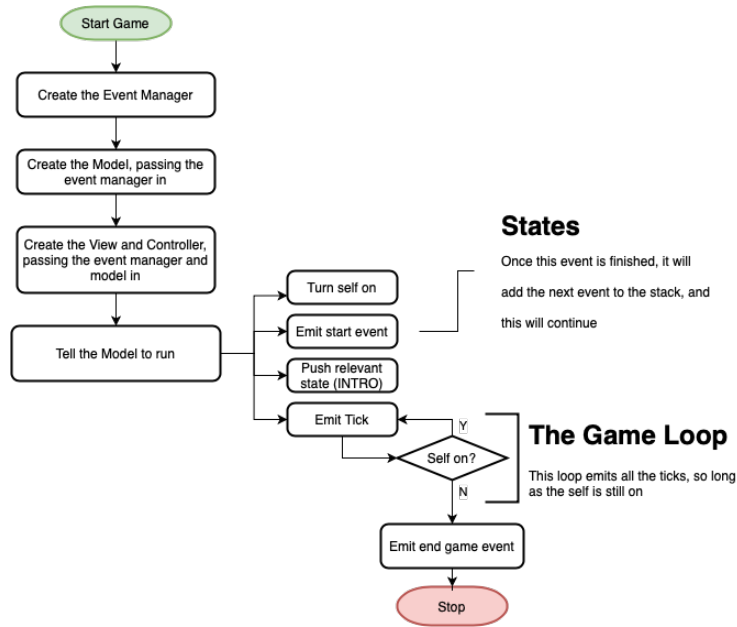 Start Game
Create the Event Manager
Create the Model, passing the
event manager in
Create the View and Controller,
passing the event manager and
model in
Tell the Model to run
Turn self on
Emit start event
Push relevant
state (INTRO)
Emit Tick
States
Once this event is finished, it will
add the next event to the stack, and
this will continue
Y
Self on?
N
The Game Loop
This loop emits all the ticks, so long
as the self is still on
Emit end game event
Stop